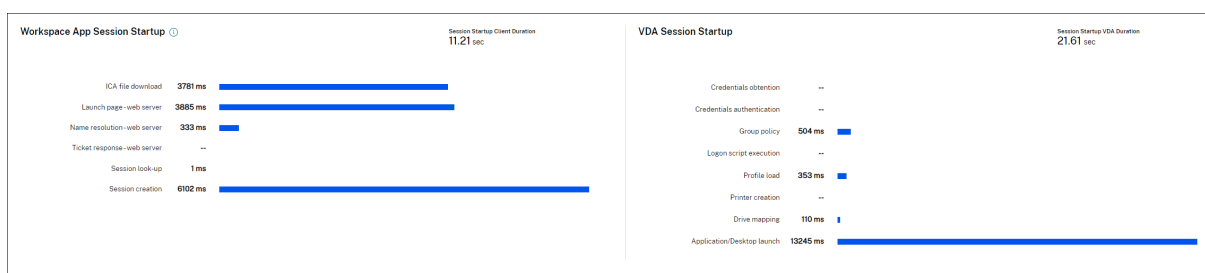 Workspace App Session Startup
Session Startup Client Duration
11.21 sec
ICA file download 3781 ms
Launch page - web server 3885 ms
Name resolution - web server 333 ms
Ticket response - web server --
Session look-up 1 ms
Session creation 6102 ms
VDA Session Startup
Session Startup VDA Duration
21.61 sec
Credentials obtention --
Credentials authentication --
Group policy 504 ms
Logon script execution --
Profile load 353 ms
Printer creation --
Drive mapping 110 ms
Application/Desktop launch 13245 ms